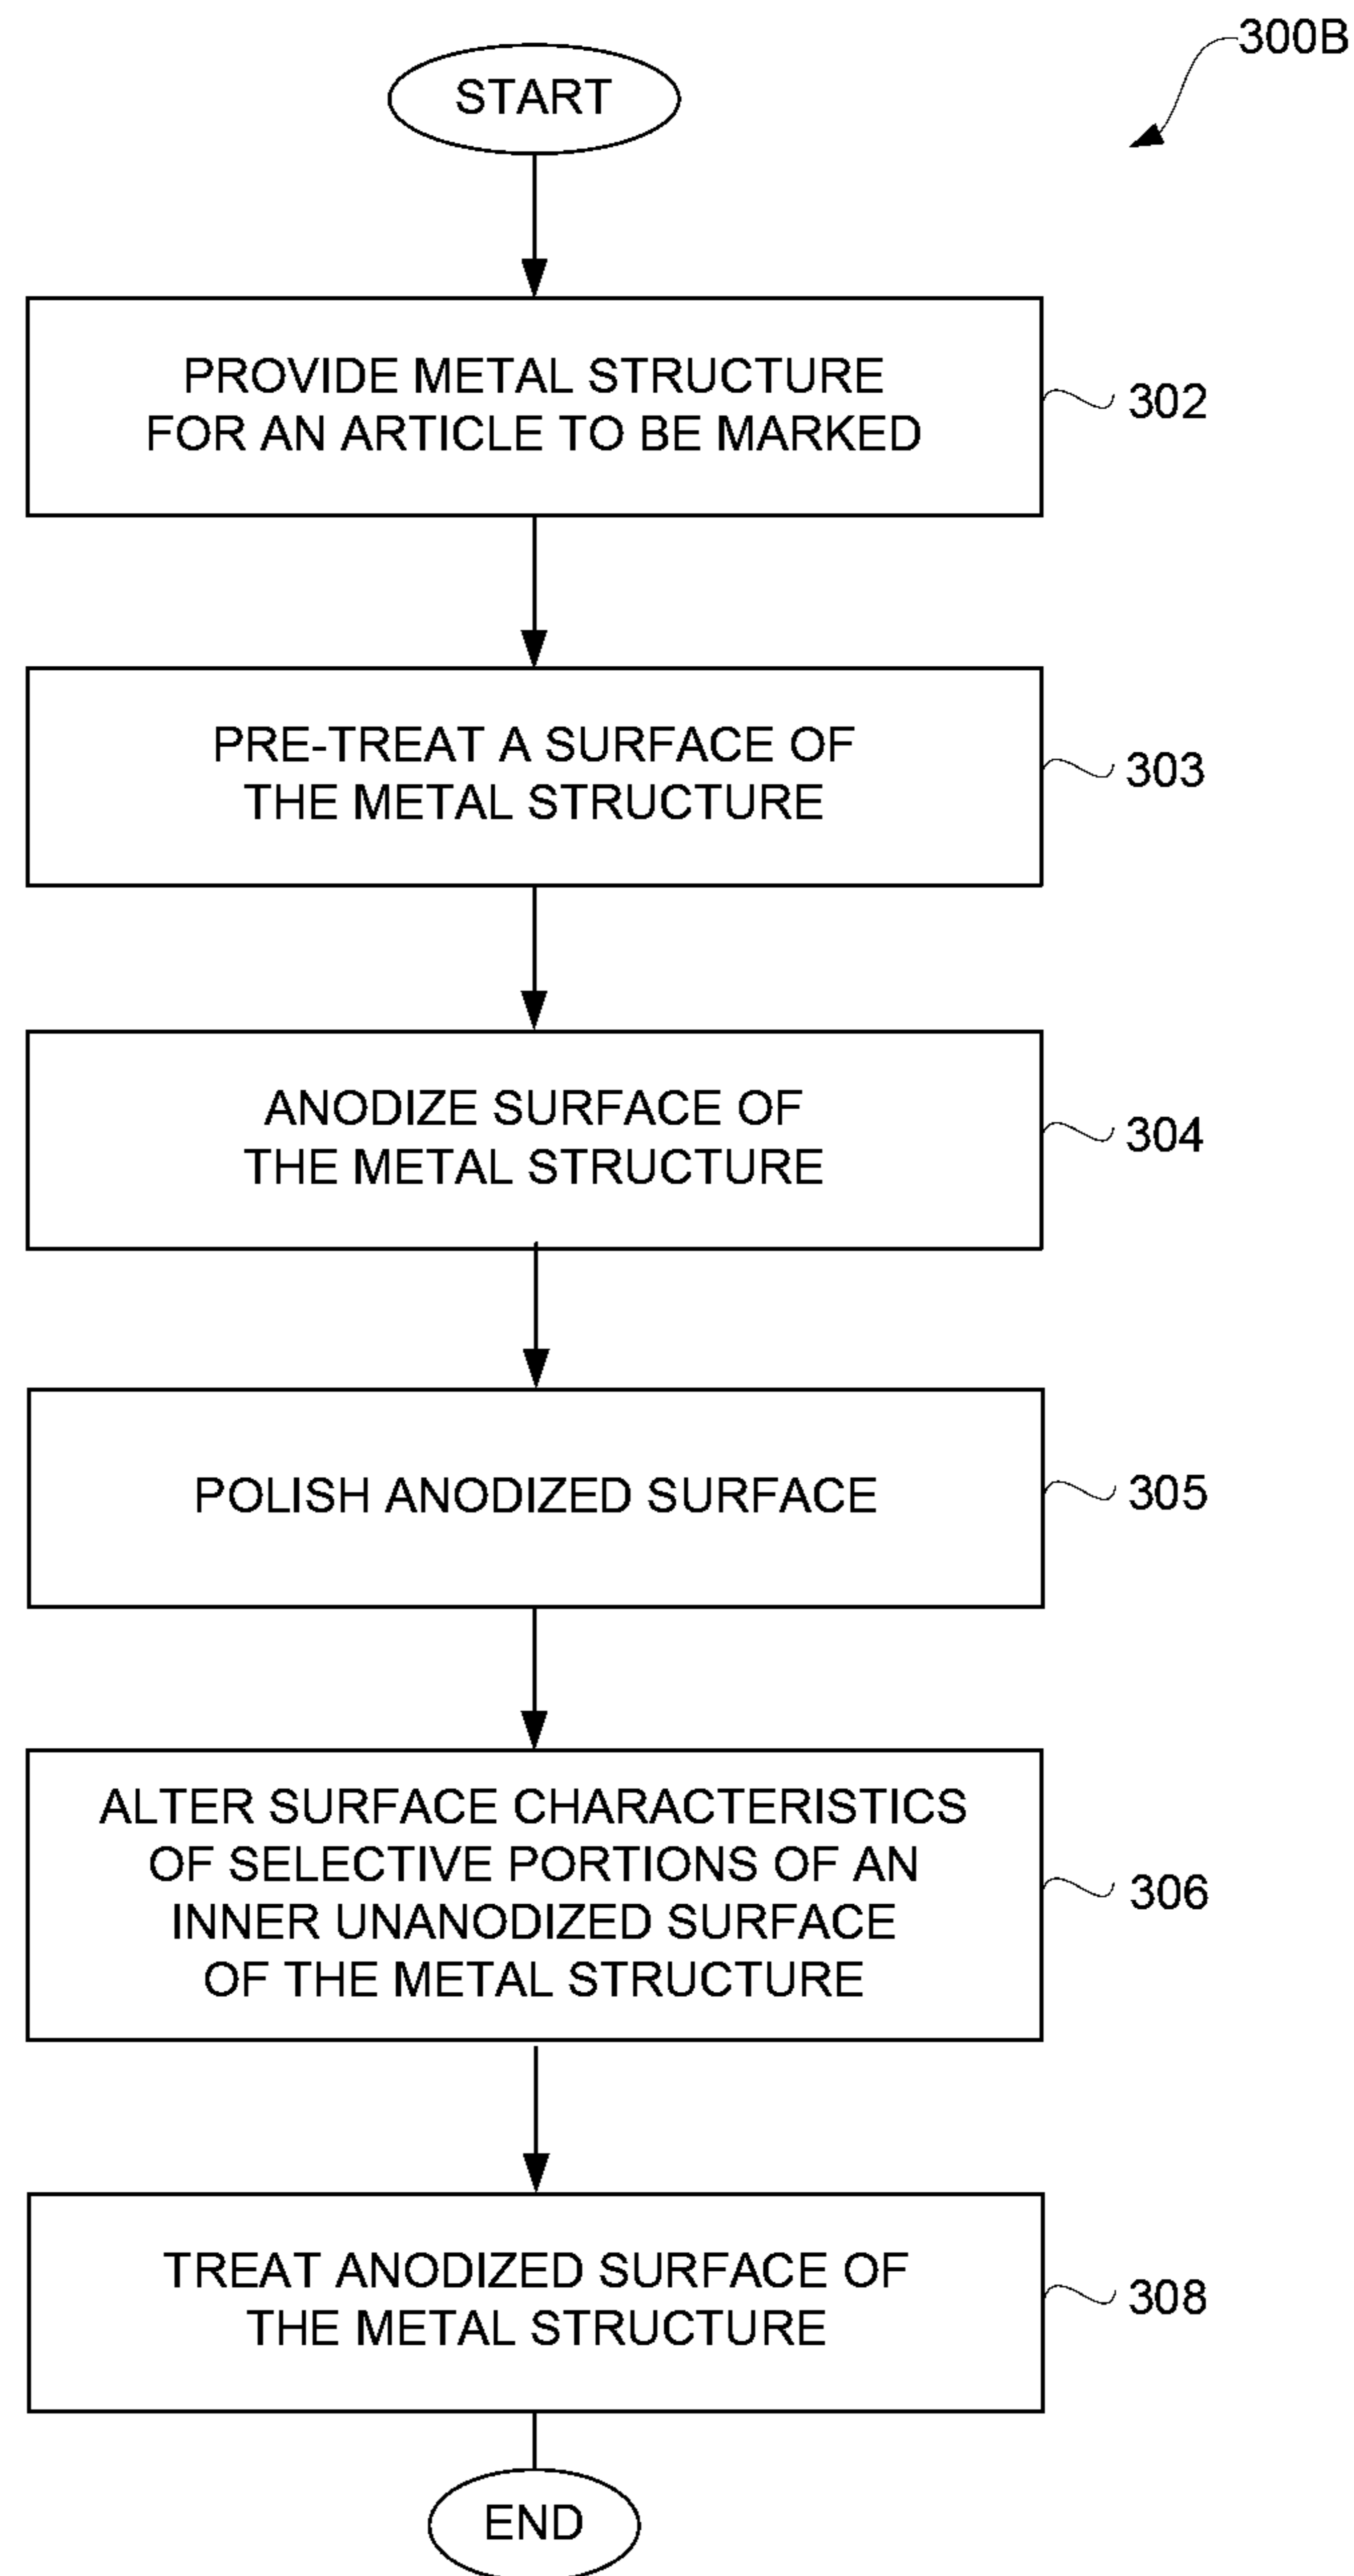 300B
START
PROVIDE METAL STRUCTURE
FOR AN ARTICLE TO BE MARKED
302
PRE-TREAT A SURFACE OF
THE METAL STRUCTURE
303
ANODIZE SURFACE OF
THE METAL STRUCTURE
304
POLISH ANODIZED SURFACE
305
ALTER SURFACE CHARACTERISTICS
OF SELECTIVE PORTIONS OF AN
INNER UNANODIZED SURFACE
OF THE METAL STRUCTURE
306
TREAT ANODIZED SURFACE OF
THE METAL STRUCTURE
308
END